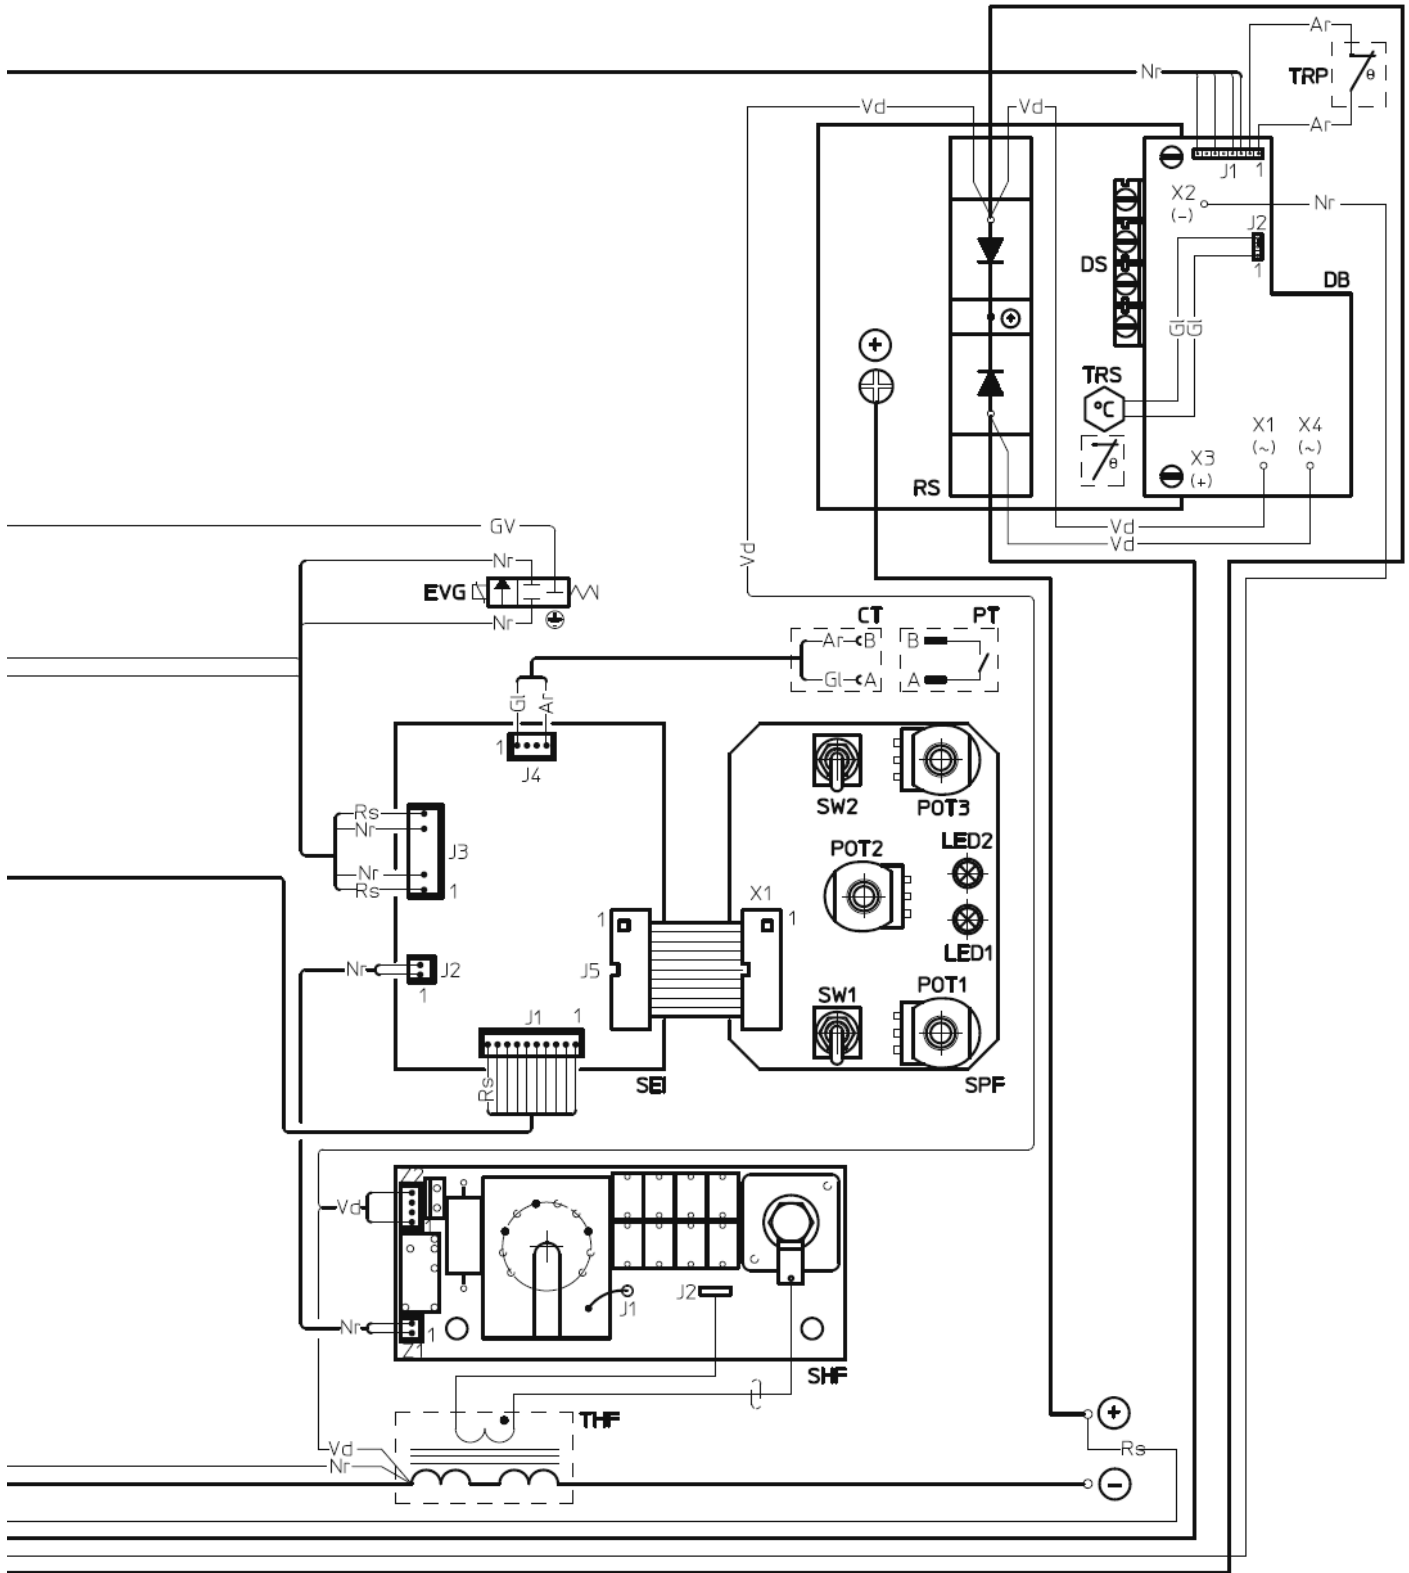 Ar
Nr
TRP
θ
Vd
Vd
Ar
J1
1
X2
(-)
Nr
J2
DS
1
DB
Gl
Gl
+
TRS
°C
X1
X4
(~)
(~)
θ
X3
(+)
RS
GV
Vd
Vd
Vd
Nr
EVG
Nr
CT
PT
Ar
B
B
Gl
A
A
Gl
Ar
1
J4
SW2
POT3
Rs
Nr
LED2
POT2
J3
Nr
Rs
1
X1
1
1
LED1
Nr
J2
J5
1
SW1
POT1
J1
1
Rs
SEI
SPF
Z2
Vd
1
J2
J1
Nr
1
Z1
SHF
THF
+
Vd
Rs
Nr
-